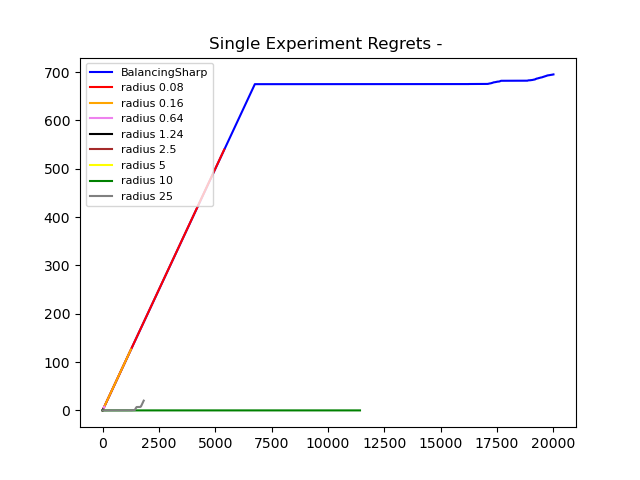 Single Experiment Regrets -
700
600
500
400
300
200
100
0
BalancingSharp
radius 0.08
radius 0.16
radius 0.64
radius 1.24
radius 2.5
radius 5
radius 10
radius 25
0 2500 5000 7500 10000 12500 15000 17500 20000